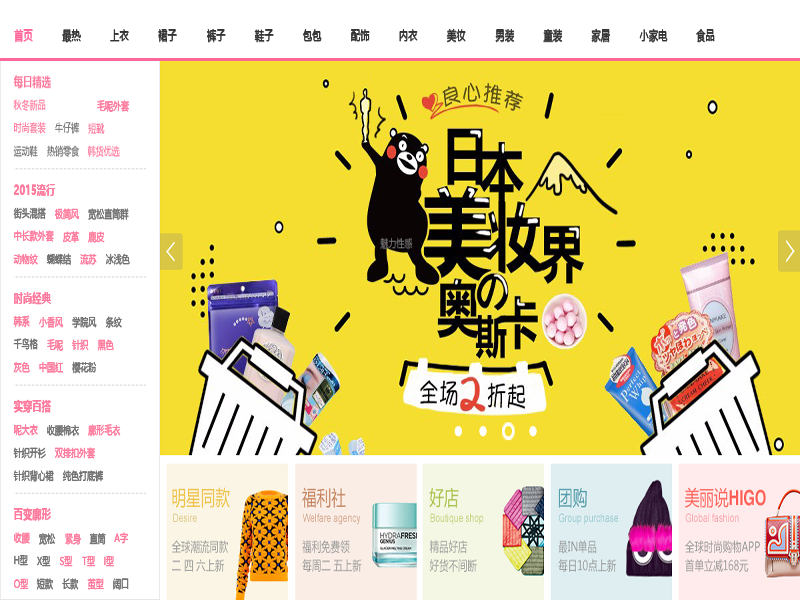 首页 最热 上衣 裙子 裤子 鞋子 包包 配饰 内衣 美妆 男装 童装 家居 小家电 食品
每日精选
秋冬新品 毛呢外套
时尚套装 牛仔裤 短靴
运动鞋 热销零食 韩货优选
2015流行
街头混搭 极简风 宽松直筒群
中长款外套 皮革 鹿皮
动物纹 蝴蝶结 流苏 冰浅色
时尚经典
韩系 小香风 学院风 条纹
千鸟格 毛呢 针织 黑色
灰色 中国红 樱花粉
实穿百搭
呢大衣 收腰棉衣 廓形毛衣
针织开衫 双排扣外套
针织背心裙 纯色打底裤
百变廓形
收腰 宽松 紧身 直筒 A字
H型 X型 S型 T型 I型
O型 短款 长款 茧型 阔口
良心推荐
日本
美妆界
の
奥斯卡
魅力性感
全场2折起
明星同款
Desire
全球潮流同款
二 四 六上新
福利社
Welfare agency
福利免费领
每周二 五上新
HYDRAFRESH
GENIUS
好店
Boutique shop
精品好店
好货不间断
团购
Group purchase
最IN单品
每日10点上新
美丽说HIGO
Global fashion
全球时尚购物APP
首单立减168元